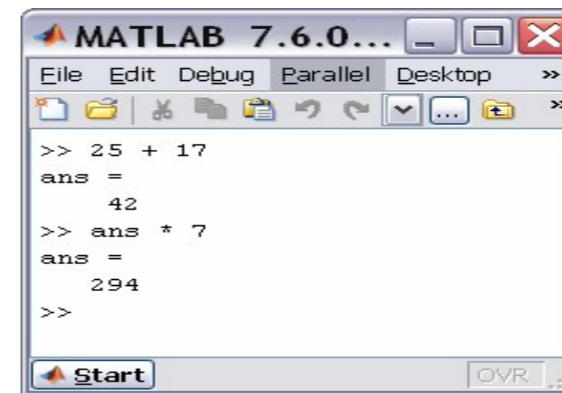 MATLAB 7.6.0...
File Edit Debug Parallel Desktop »
... »
>> 25 + 17
ans =
42
>> ans * 7
ans =
294
>>
Start OVR